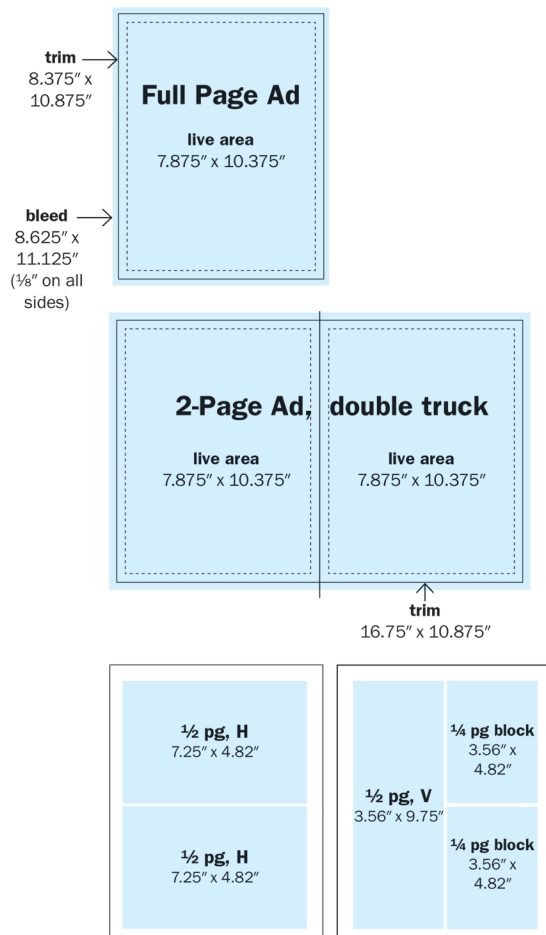 trim
8.375″ x
10.875″
Full Page Ad
live area
7.875″ x 10.375″
bleed
8.625″ x
11.125″
(⅛″ on all
sides)
2-Page Ad, double truck
live area
7.875″ x 10.375″
live area
7.875″ x 10.375″
trim
16.75″ x 10.875″
½ pg, H
7.25″ x 4.82″
½ pg, H
7.25″ x 4.82″
½ pg, V
3.56″ x 9.75″
¼ pg block
3.56″ x
4.82″
¼ pg block
3.56″ x
4.82″